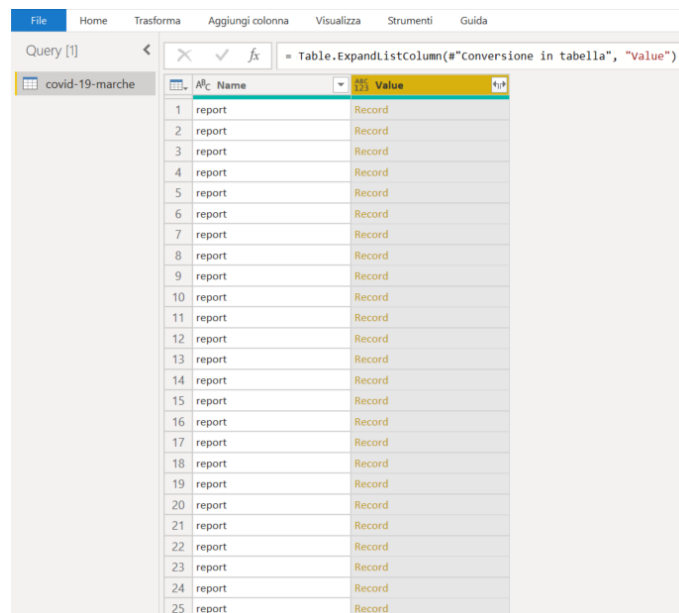 File Home Trasforma Aggiungi colonna Visualizza Strumenti Guida
Query [1]
fx = Table.ExpandListColumn(#"Conversione in tabella", "Value")
covid-19-marche
ABC Name ABC 123 Value
1 report Record
2 report Record
3 report Record
4 report Record
5 report Record
6 report Record
7 report Record
8 report Record
9 report Record
10 report Record
11 report Record
12 report Record
13 report Record
14 report Record
15 report Record
16 report Record
17 report Record
18 report Record
19 report Record
20 report Record
21 report Record
22 report Record
23 report Record
24 report Record
25 report Record